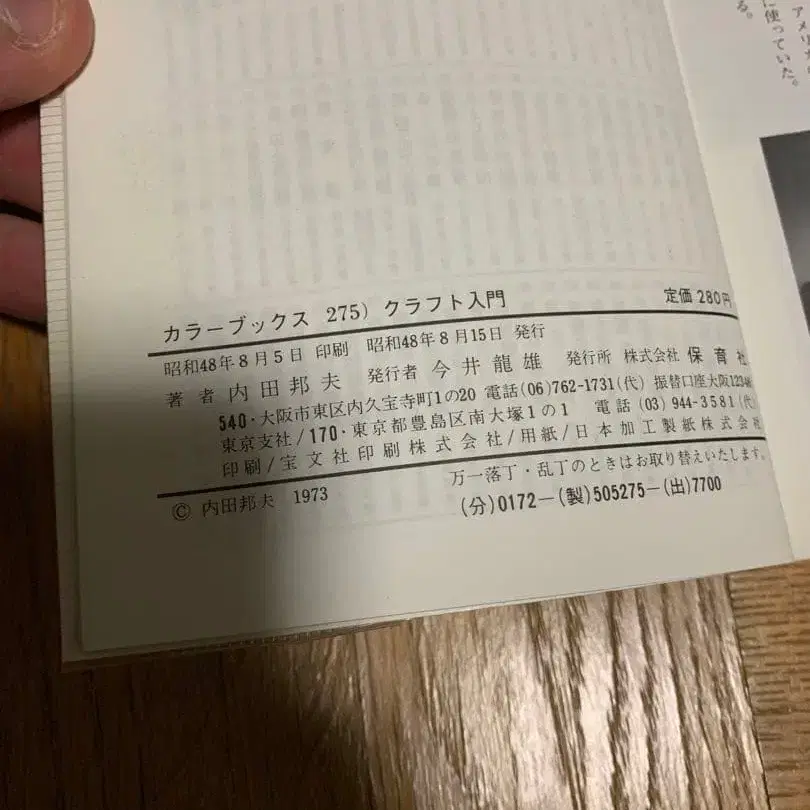 アメリカ
に使っていた。
る。
カラーブックス 275) クラフト入門 定価 280円
昭和48年8月5日 印刷 昭和48年8月15日 発行
著者 内田邦夫 発行者 今井龍雄 発行所 株式会社 保育社
540・大阪市東区内久宝寺町1の20 電話(06)762-1731(代) 振替口座大阪12346
東京支社/170・東京都豊島区南大塚1の1 電話(03)944-3581(代)
印刷/宝文社印刷株式会社/用紙/日本加工製紙株式会社
万一落丁・乱丁のときはお取り替えいたします。
© 内田邦夫 1973
(分)0172―(製)505275―(出)7700